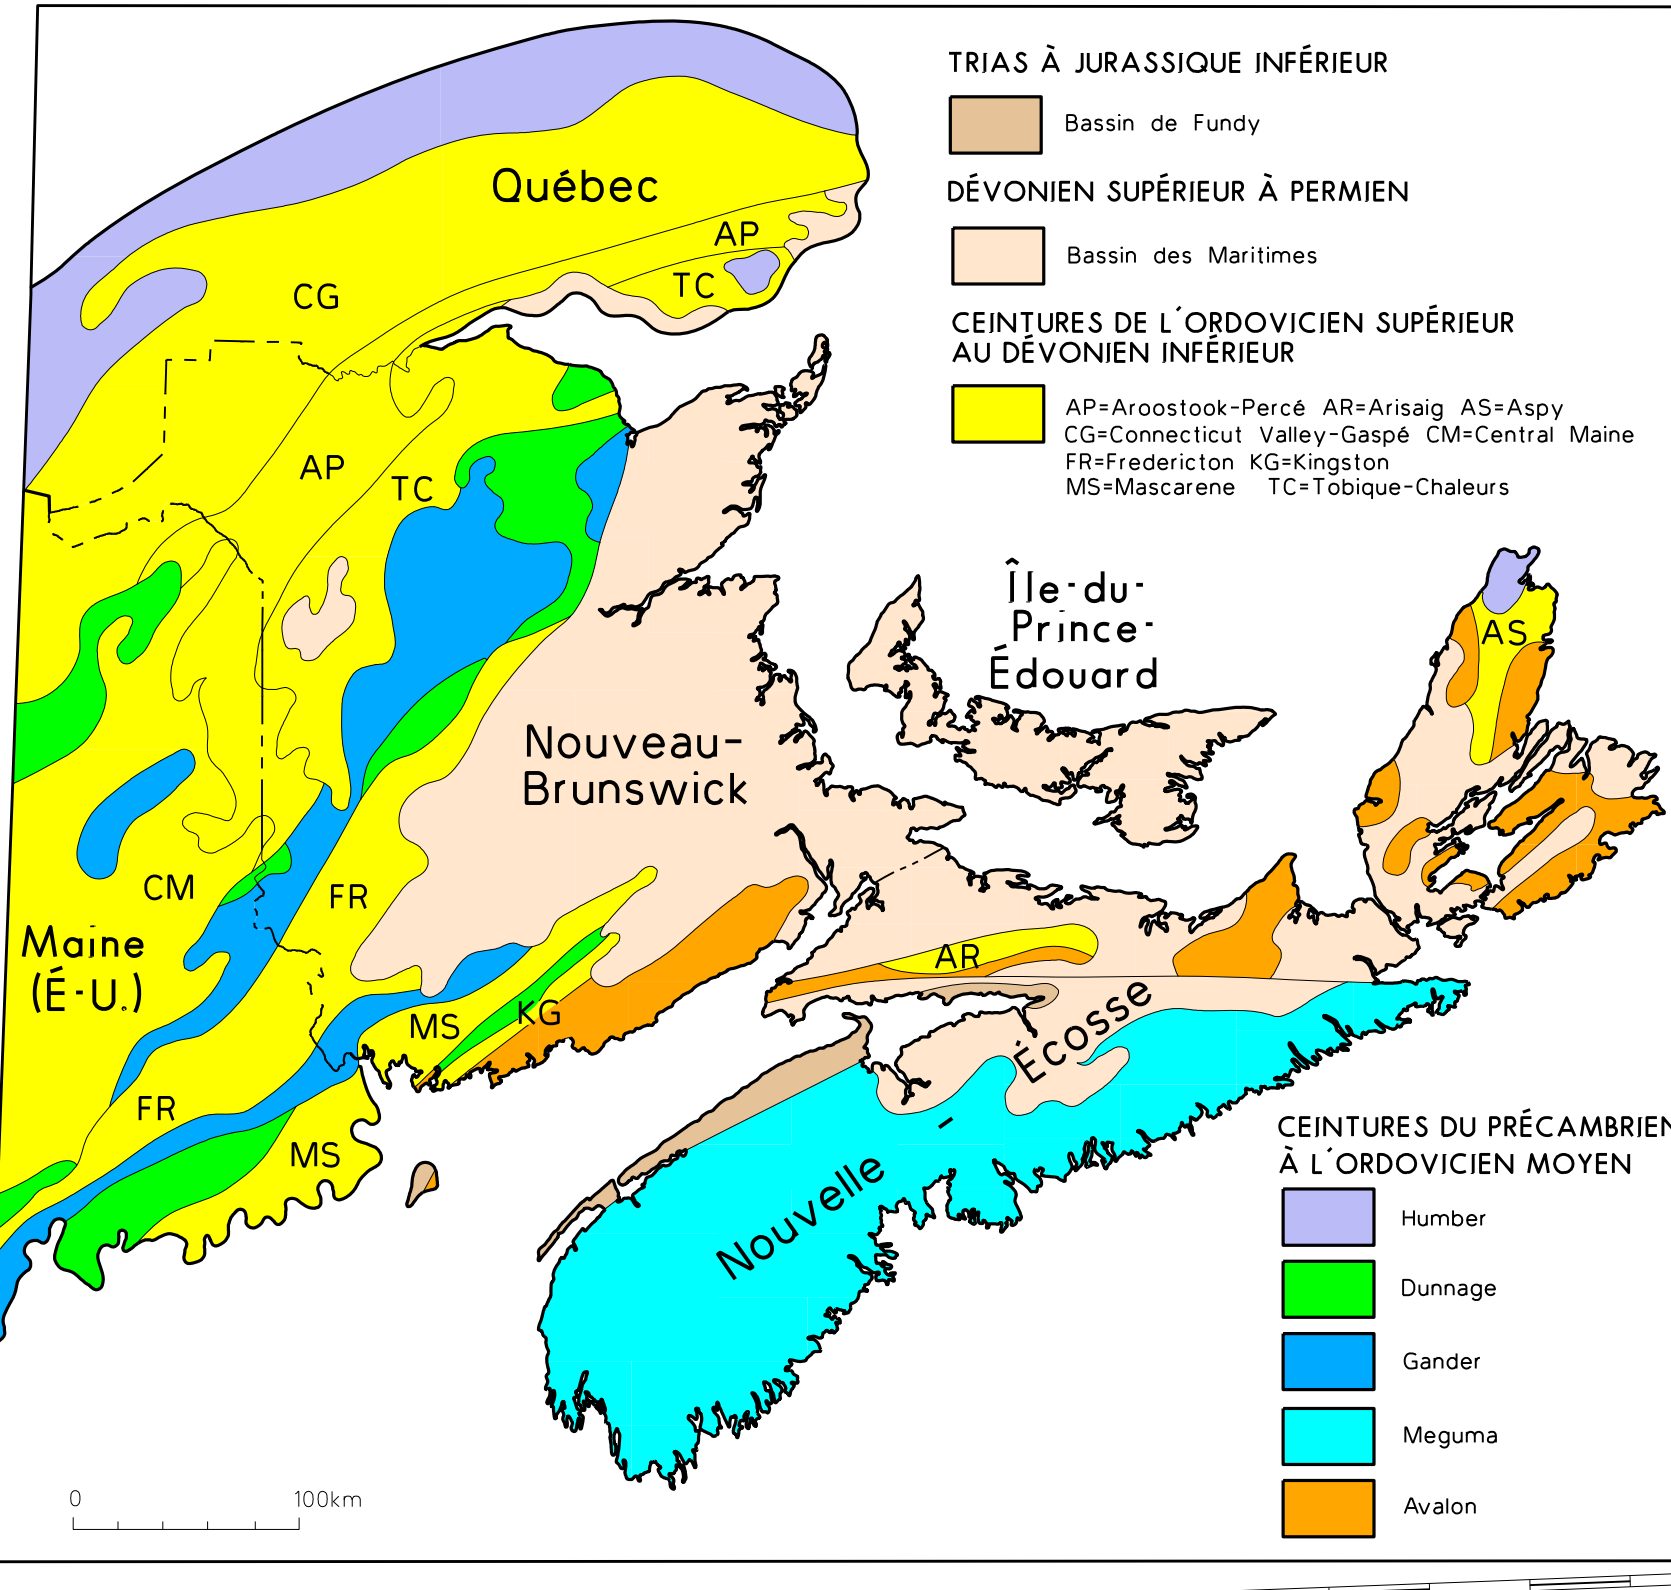 TRIAS À JURASSIQUE INFÉRIEUR
Bassin de Fundy
DÉVONIEN SUPÉRIEUR À PERMIEN
Bassin des Maritimes
CEINTURES DE L'ORDOVICIEN SUPÉRIEUR
AU DÉVONIEN INFÉRIEUR
AP=Aroostook-Percé AR=Arisaig AS=Aspy
CG=Connecticut Valley-Gaspé CM=Central Maine
FR=Fredericton KG=Kingston
MS=Mascarene TC=Tobique-Chaleurs
Québec
AP
TC
CG
AP
TC
Île-du-
Prince-
Édouard
AS
Nouveau-
Brunswick
CM
FR
Maine
(É-U.)
AR
MS
KG
FR
MS
Nouvelle - Écosse
CEINTURES DU PRÉCAMBRIEN
À L'ORDOVICIEN MOYEN
Humber
Dunnage
Gander
Meguma
Avalon
0 100km